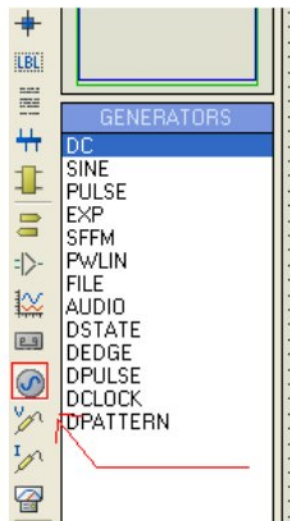 LBL
GENERATORS
DC
SINE
PULSE
EXP
SFFM
PWLIN
FILE
AUDIO
DSTATE
DEDGE
DPULSE
DCLOCK
V
DPATTERN
I